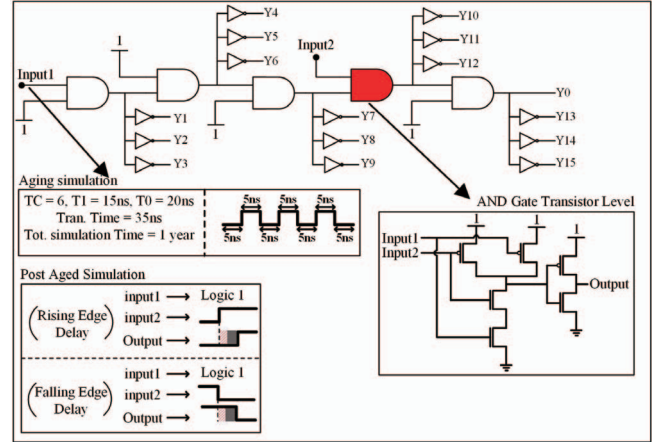 Y4
Y5
Y6
Y10
Y11
Y12
1
Input1
Input2
1
1
1
Y0
Y1
Y2
Y3
Y7
Y8
Y9
Y13
Y14
Y15
Aging simulation
TC = 6, T1 = 15ns, T0 = 20ns
Tran. Time = 35ns
Tot. simulation Time = 1 year
5ns 5ns 5ns
5ns 5ns 5ns 5ns
AND Gate Transistor Level
1 1 1
Input1
Input2
Output
Post Aged Simulation
(Rising Edge Delay)
input1 Logic 1
input2
Output
(Falling Edge Delay)
input1 Logic 1
input2
Output